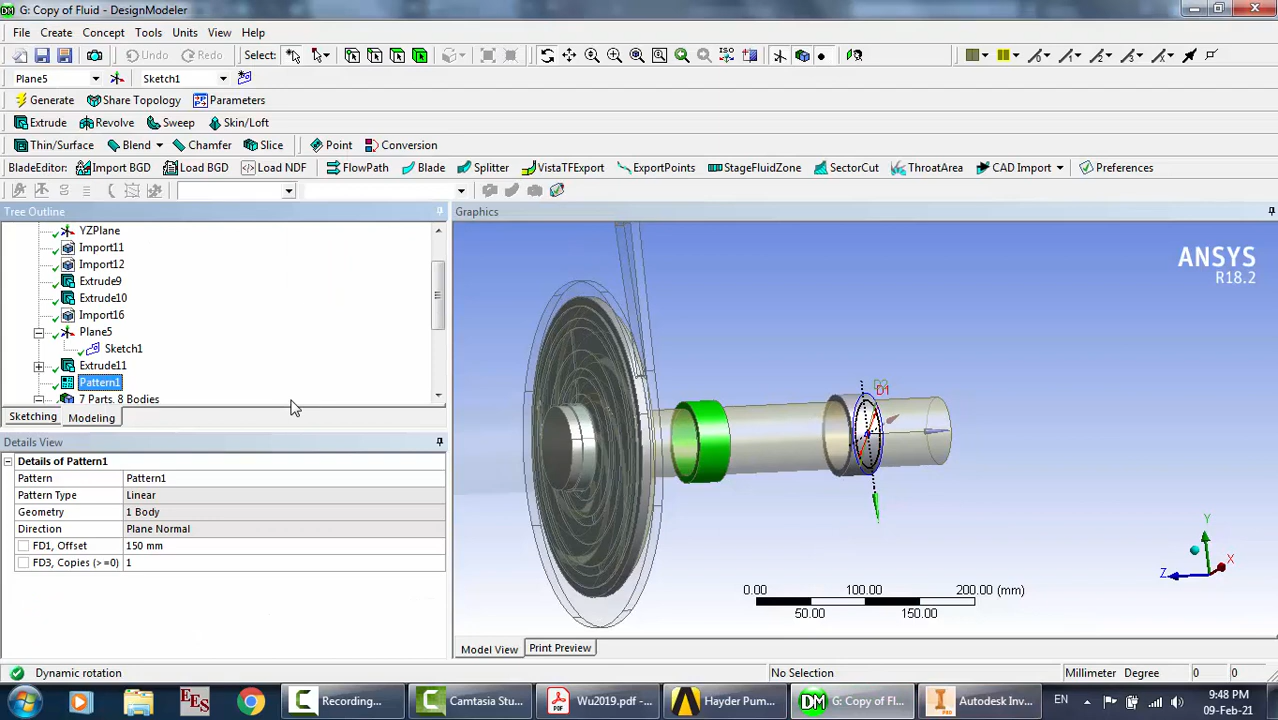 G: Copy of Fluid - DesignModeler
File Create Concept Tools Units View Help
Undo Redo Select:
Plane5 Sketch1
Generate Share Topology Parameters
Extrude Revolve Sweep Skin/Loft
Thin/Surface Blend Chamfer Slice Point Conversion
BladeEditor: Import BGD Load BGD Load NDF FlowPath Blade Splitter VistaTFExport ExportPoints StageFluidZone SectorCut ThroatArea CAD Import Preferences
Tree Outline
Graphics
YZPlane
Import11
Import12
Extrude9
Extrude10
Import16
Plane5
Sketch1
Extrude11
Pattern1
7 Parts, 8 Bodies
Sketching Modeling
Details View
Details of Pattern1
Pattern Pattern1
Pattern Type Linear
Geometry 1 Body
Direction Plane Normal
FD1, Offset 150 mm
FD3, Copies (>=0) 1
ANSYS
R18.2
D1
Y
X
Z
0.00 100.00 200.00 (mm)
50.00 150.00
Model View Print Preview
Dynamic rotation No Selection Millimeter Degree 0 0
EES Recording... Camtasia Stu... Wu2019.pdf -... Hayder Pum... G: Copy of Fl... Autodesk Inv... EN
9:48 PM
09-Feb-21